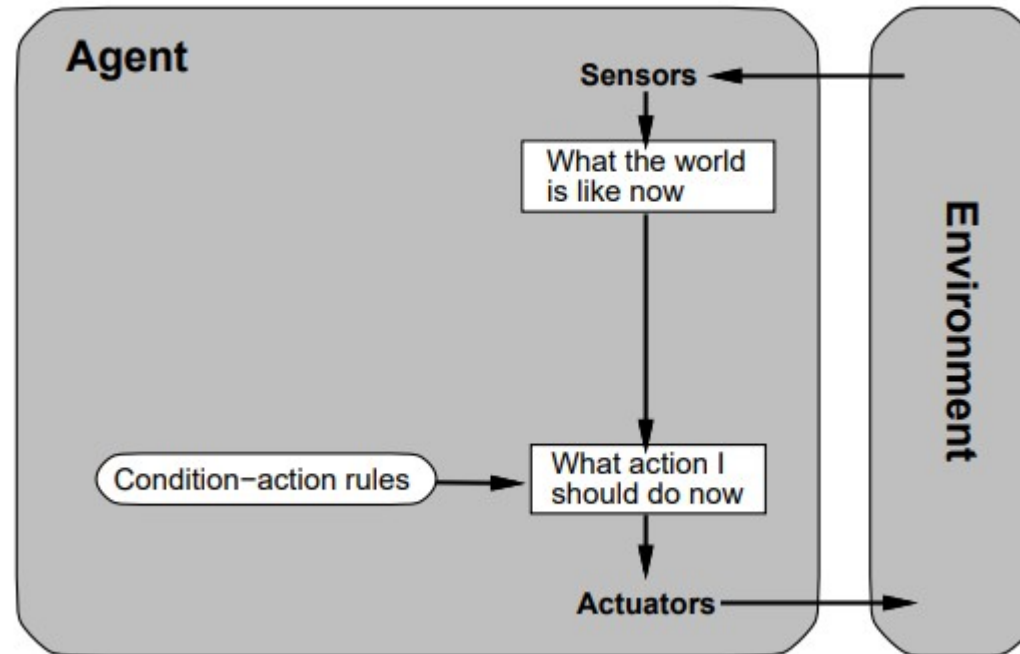 Agent
Sensors
What the world
is like now
Environment
Condition−action rules
What action I
should do now
Actuators